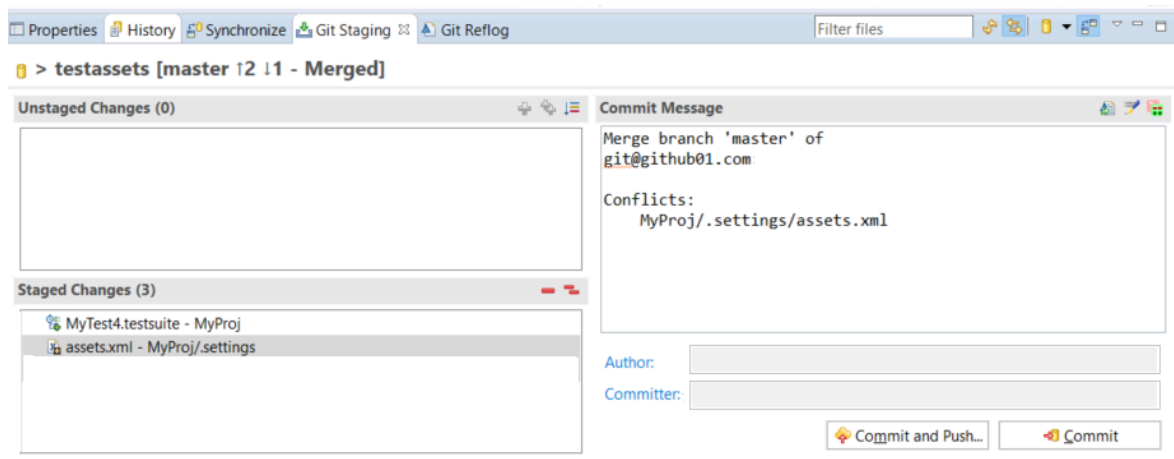 Properties History Synchronize Git Staging Git Reflog Filter files
> testassets [master ↑2 ↓1 - Merged]
Unstaged Changes (0)
Commit Message
Merge branch 'master' of
git@github01.com
Conflicts:
MyProj/.settings/assets.xml
Staged Changes (3)
MyTest4.testsuite - MyProj
assets.xml - MyProj/.settings
Author:
Committer:
Commit and Push... Commit